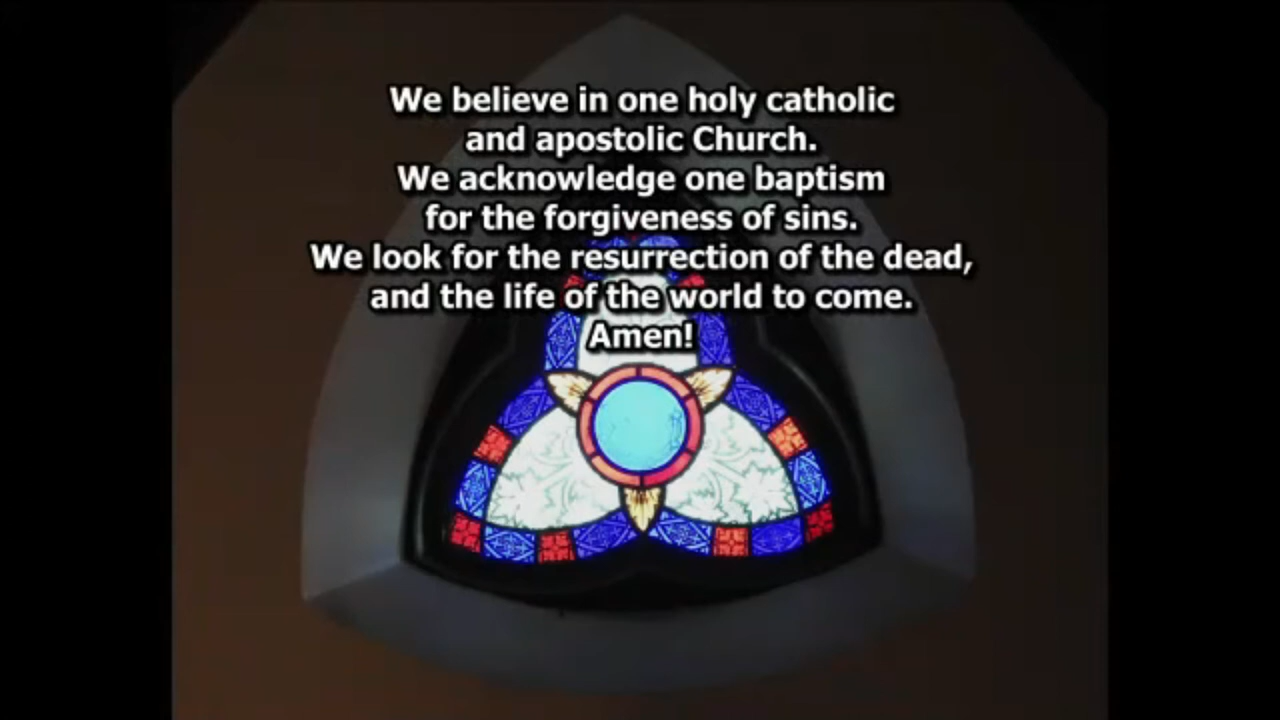 We believe in one holy catholic
and apostolic Church.
We acknowledge one baptism
for the forgiveness of sins.
We look for the resurrection of the dead,
and the life of the world to come.
Amen!